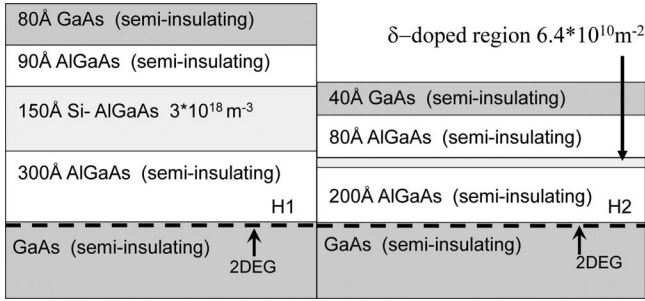 80Å GaAs (semi-insulating)
90Å AlGaAs (semi-insulating)
150Å Si- AlGaAs 3*10¹⁸ m⁻³
300Å AlGaAs (semi-insulating)
H1
GaAs (semi-insulating)
2DEG
δ–doped region 6.4*10¹⁰m⁻²
40Å GaAs (semi-insulating)
80Å AlGaAs (semi-insulating)
200Å AlGaAs (semi-insulating)
H2
GaAs (semi-insulating)
2DEG